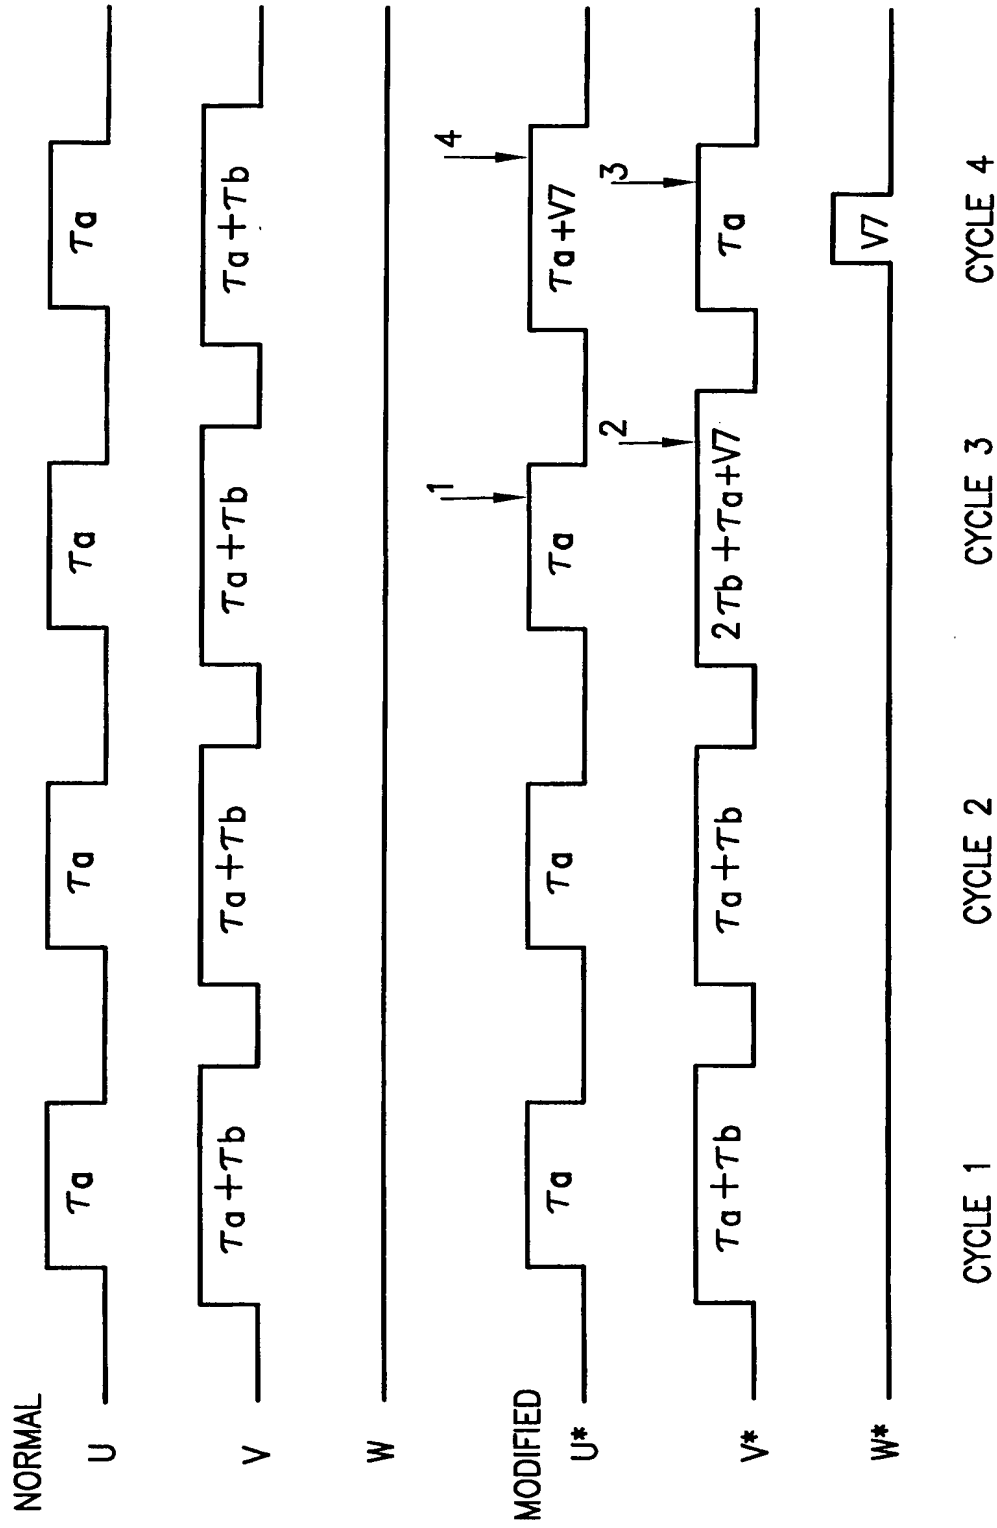 NORMAL
U
τa
τa
τa
τa
V
τa+τb
τa+τb
τa+τb
τa+τb
W
MODIFIED
1
4
U*
τa
τa
τa
τa+V7
2
3
V*
τa+τb
τa+τb
2τb+τa+V7
τa
W*
V7
CYCLE 1
CYCLE 2
CYCLE 3
CYCLE 4